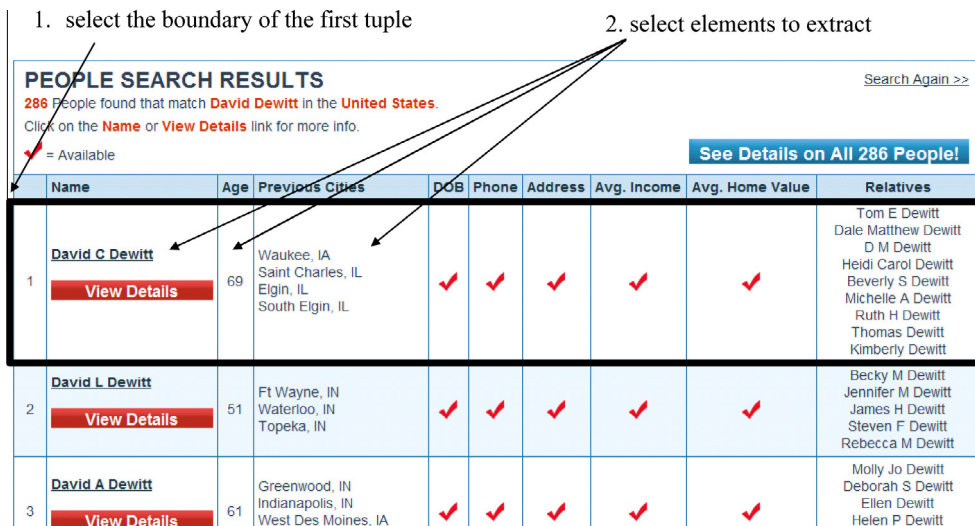 1. select the boundary of the first tuple
2. select elements to extract
PEOPLE SEARCH RESULTS
Search Again >>
286 People found that match David Dewitt in the United States.
Click on the Name or View Details link for more info.
= Available
See Details on All 286 People!
Name Age Previous Cities DOB Phone Address Avg. Income Avg. Home Value Relatives
1
David C Dewitt
View Details
69
Waukee, IA
Saint Charles, IL
Elgin, IL
South Elgin, IL
Tom E Dewitt
Dale Matthew Dewitt
D M Dewitt
Heidi Carol Dewitt
Beverly S Dewitt
Michelle A Dewitt
Ruth H Dewitt
Thomas Dewitt
Kimberly Dewitt
2
David L Dewitt
View Details
51
Ft Wayne, IN
Waterloo, IN
Topeka, IN
Becky M Dewitt
Jennifer M Dewitt
James H Dewitt
Steven F Dewitt
Rebecca M Dewitt
3
David A Dewitt
View Details
61
Greenwood, IN
Indianapolis, IN
West Des Moines, IA
Molly Jo Dewitt
Deborah S Dewitt
Ellen Dewitt
Helen P Dewitt